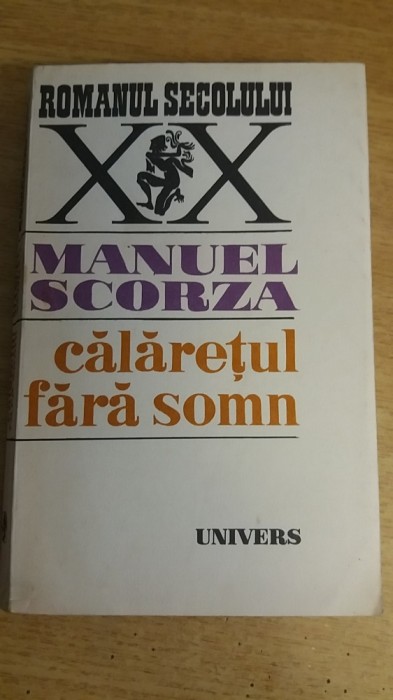 ROMANUL SECOLULUI
XX
MANUEL
SCORZA
călărețul
fără somn
UNIVERS